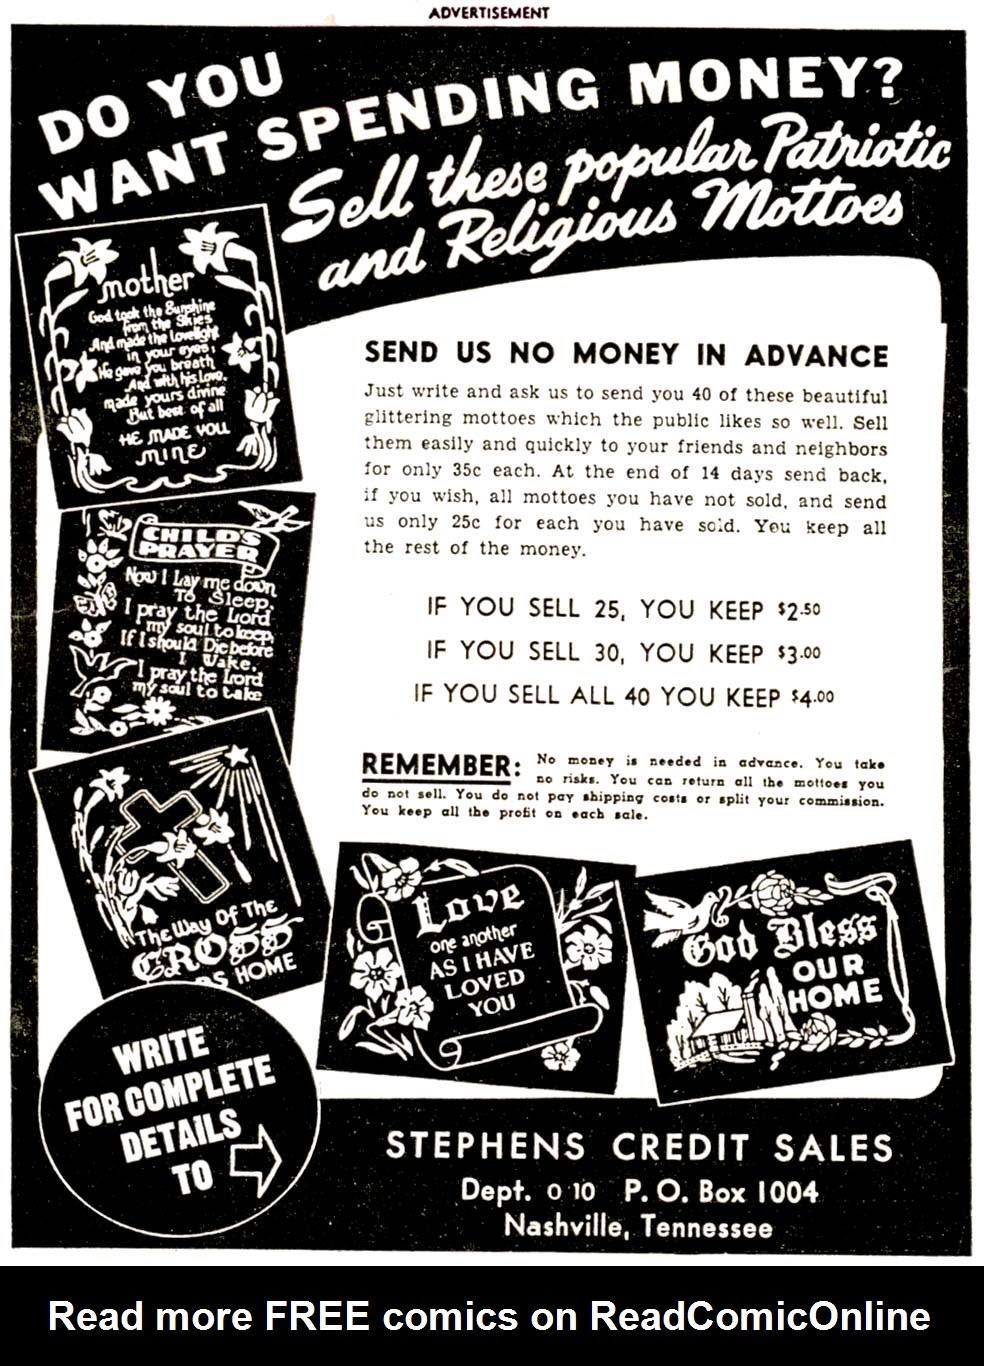 ADVERTISEMENT
DO YOU
WANT SPENDING MONEY?
Sell these popular Patriotic
and Religious Mottoes
mother
God took the Sunshine
from the Skies
And made the lovelight
in your eyes;
He gave you breath
And with his Love,
made yours divine
But best of all
HE MADE YOU
MINE
CHILD'S
PRAYER
Now I Lay me down
To Sleep,
I pray the Lord
my soul to keep,
If I should Die before
I Wake,
I pray the Lord
my soul to take
The Way Of The
CROSS
HOME
SEND US NO MONEY IN ADVANCE
Just write and ask us to send you 40 of these beautiful
glittering mottoes which the public likes so well. Sell
them easily and quickly to your friends and neighbors
for only 35c each. At the end of 14 days send back,
if you wish, all mottoes you have not sold, and send
us only 25c for each you have sold. You keep all
the rest of the money.
IF YOU SELL 25, YOU KEEP $2.50
IF YOU SELL 30, YOU KEEP $3.00
IF YOU SELL ALL 40 YOU KEEP $4.00
REMEMBER: No money is needed in advance. You take
no risks. You can return all the mottoes you
do not sell. You do not pay shipping costs or split your commission.
You keep all the profit on each sale.
Love
one another
AS I HAVE
LOVED
YOU
God Bless
OUR
HOME
WRITE
FOR COMPLETE
DETAILS
TO
STEPHENS CREDIT SALES
Dept. O 10 P. O. Box 1004
Nashville, Tennessee
Read more FREE comics on ReadComicOnline